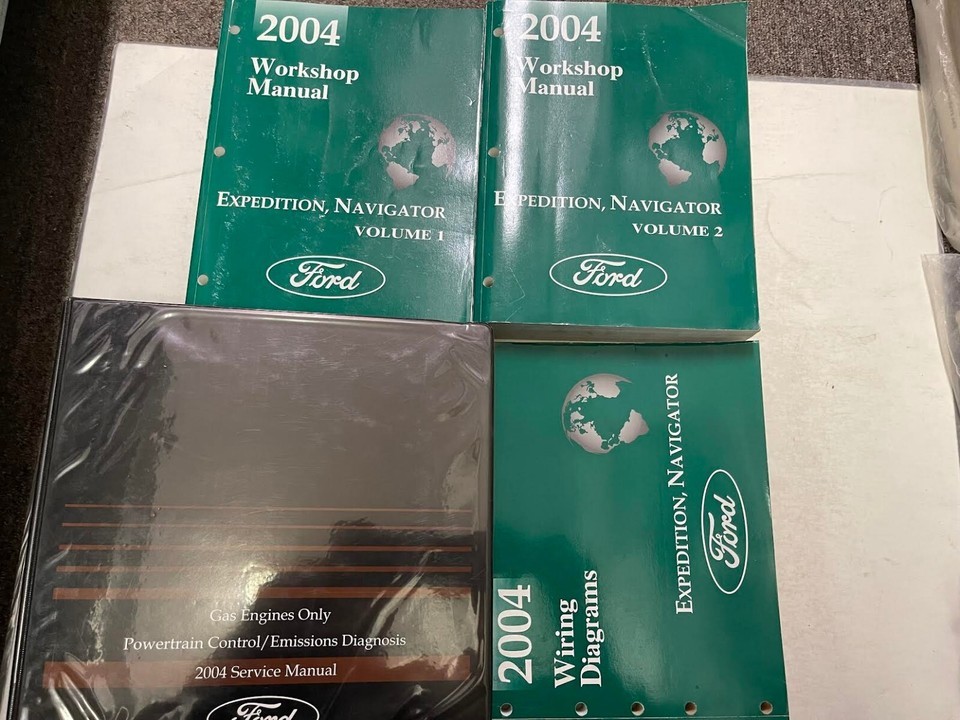 2004
Workshop
Manual
EXPEDITION, NAVIGATOR
VOLUME 1
Ford
2004
Workshop
Manual
EXPEDITION, NAVIGATOR
VOLUME 2
Ford
Gas Engines Only
Powertrain Control/Emissions Diagnosis
2004 Service Manual
Ford
2004
Wiring
Diagrams
EXPEDITION, NAVIGATOR
Ford